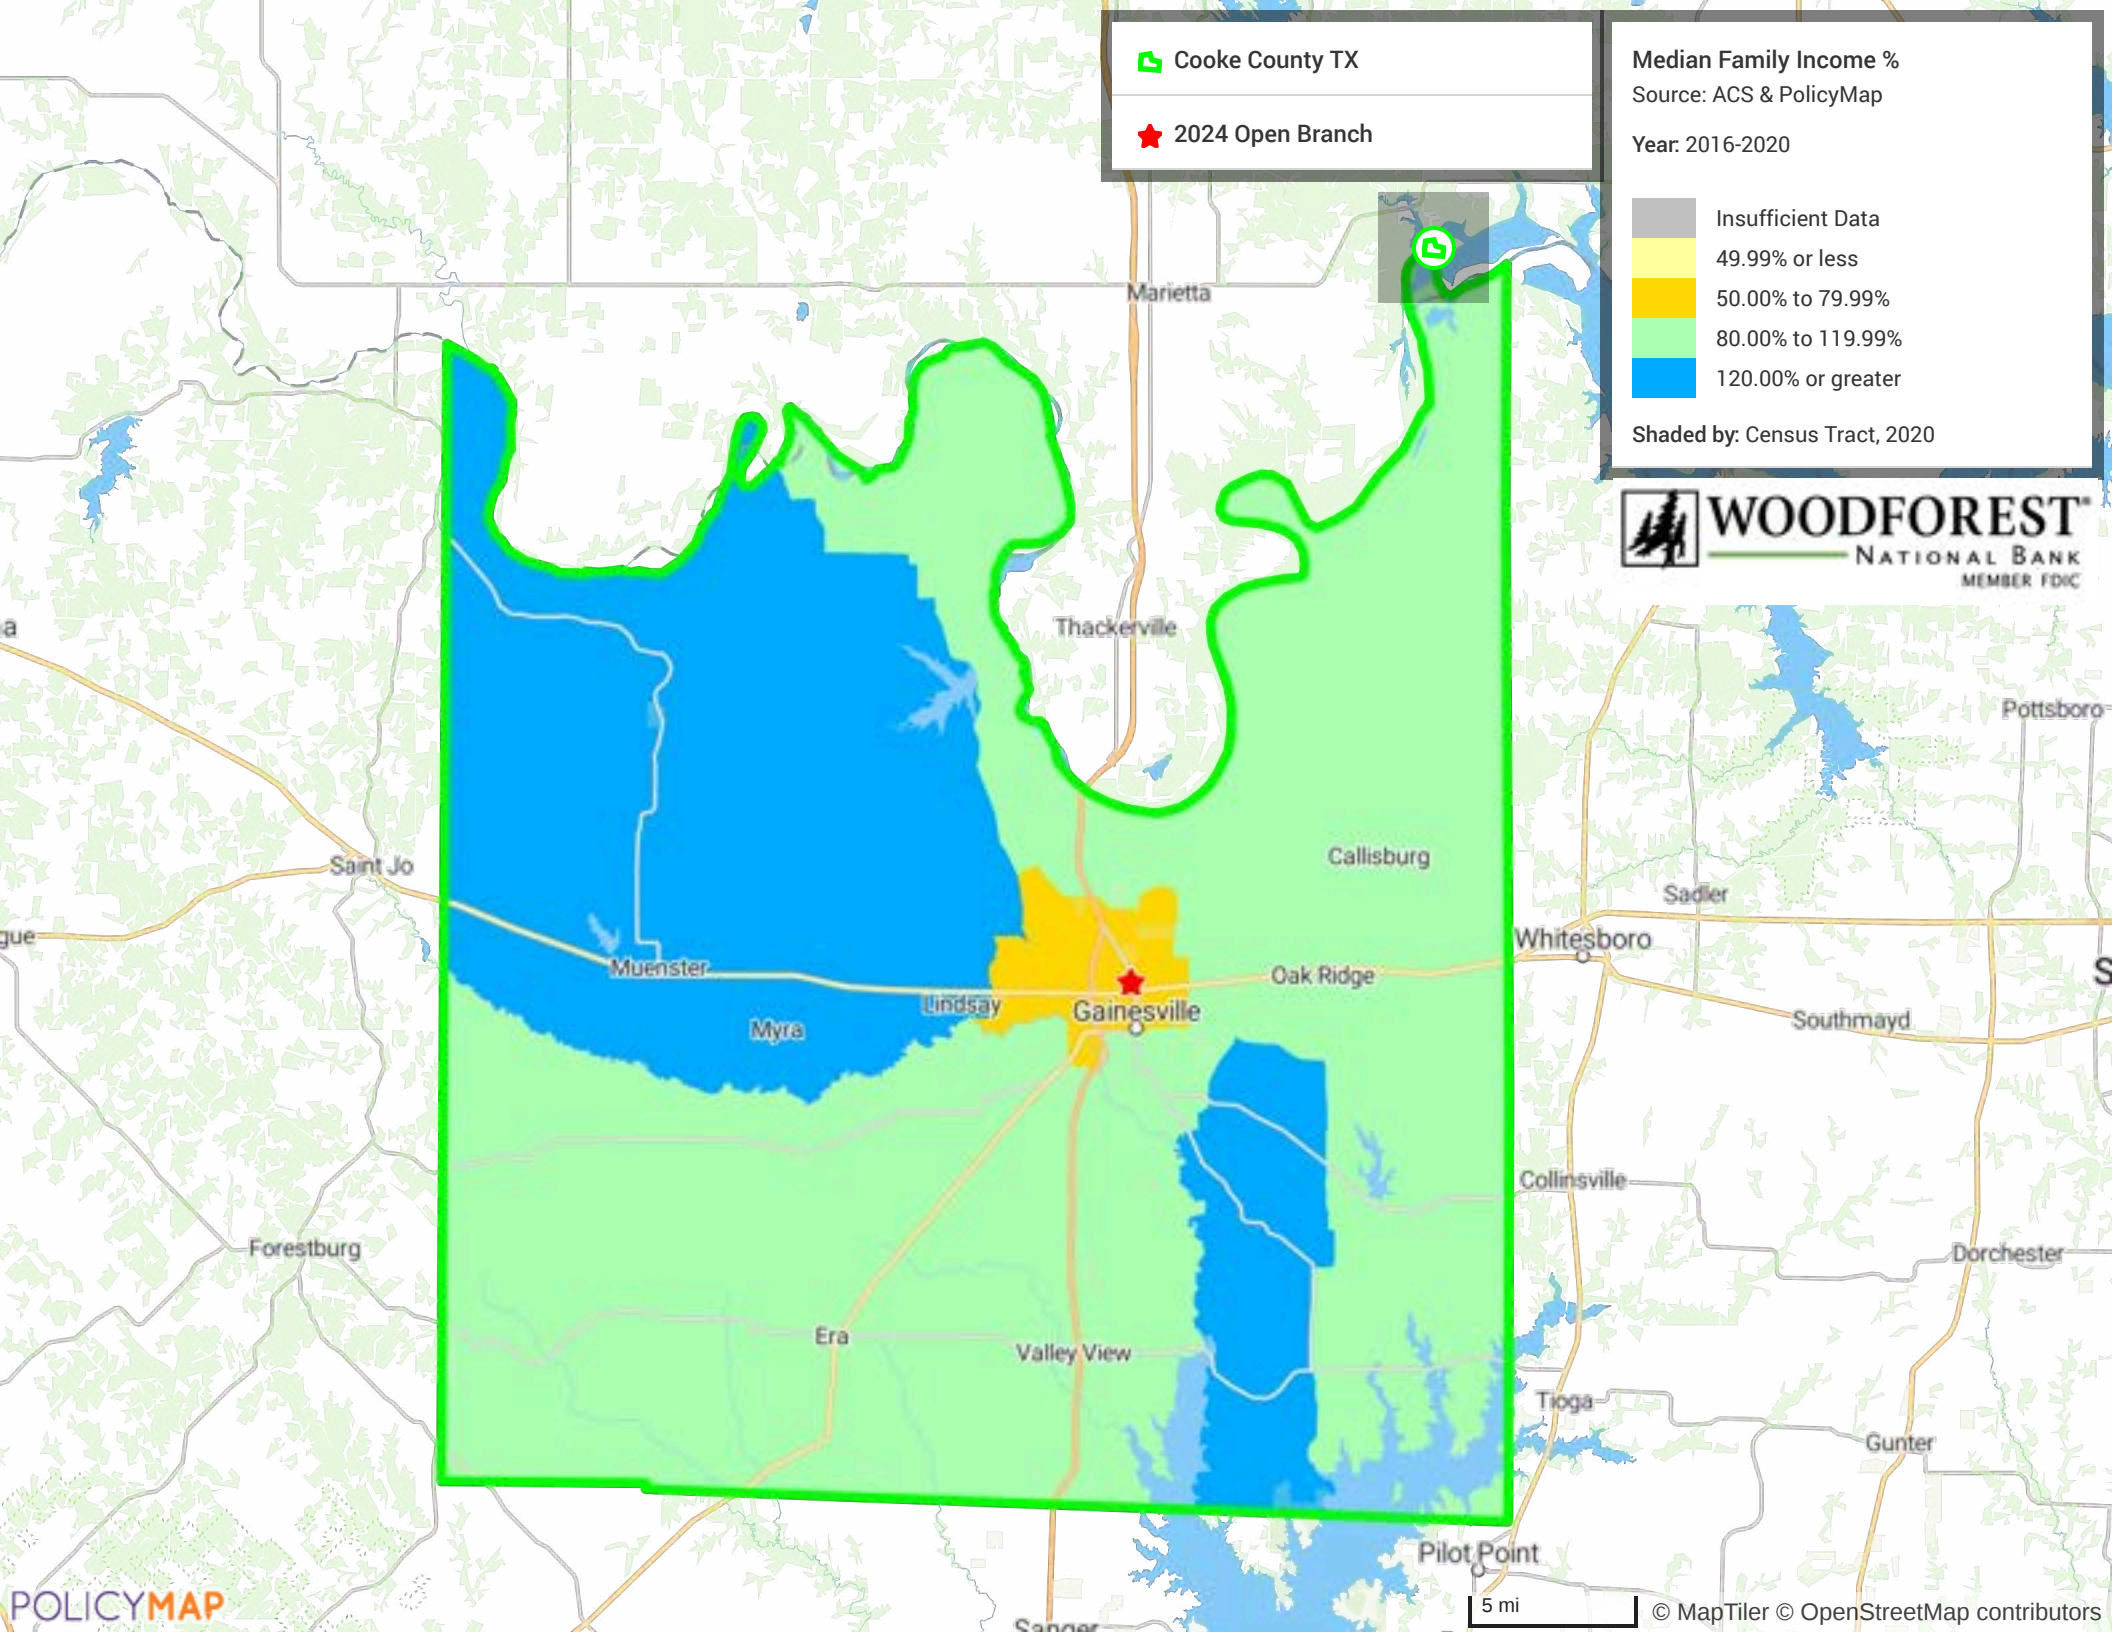 Cooke County TX
2024 Open Branch
Median Family Income %
Source: ACS & PolicyMap
Year: 2016-2020
Insufficient Data
49.99% or less
50.00% to 79.99%
80.00% to 119.99%
120.00% or greater
Shaded by: Census Tract, 2020
WOODFOREST
NATIONAL BANK
MEMBER FDIC
Marietta
Thackerville
Pottsboro
Callisburg
Saint Jo
Sadler
gue
Whitesboro
Muenster
Oak Ridge
S
Lindsay
Gainesville
Myra
Southmayd
Collinsville
Forestburg
Dorchester
Era
Valley View
Tioga
Gunter
Pilot Point
Sanger
POLICYMAP
5 mi
© MapTiler © OpenStreetMap contributors